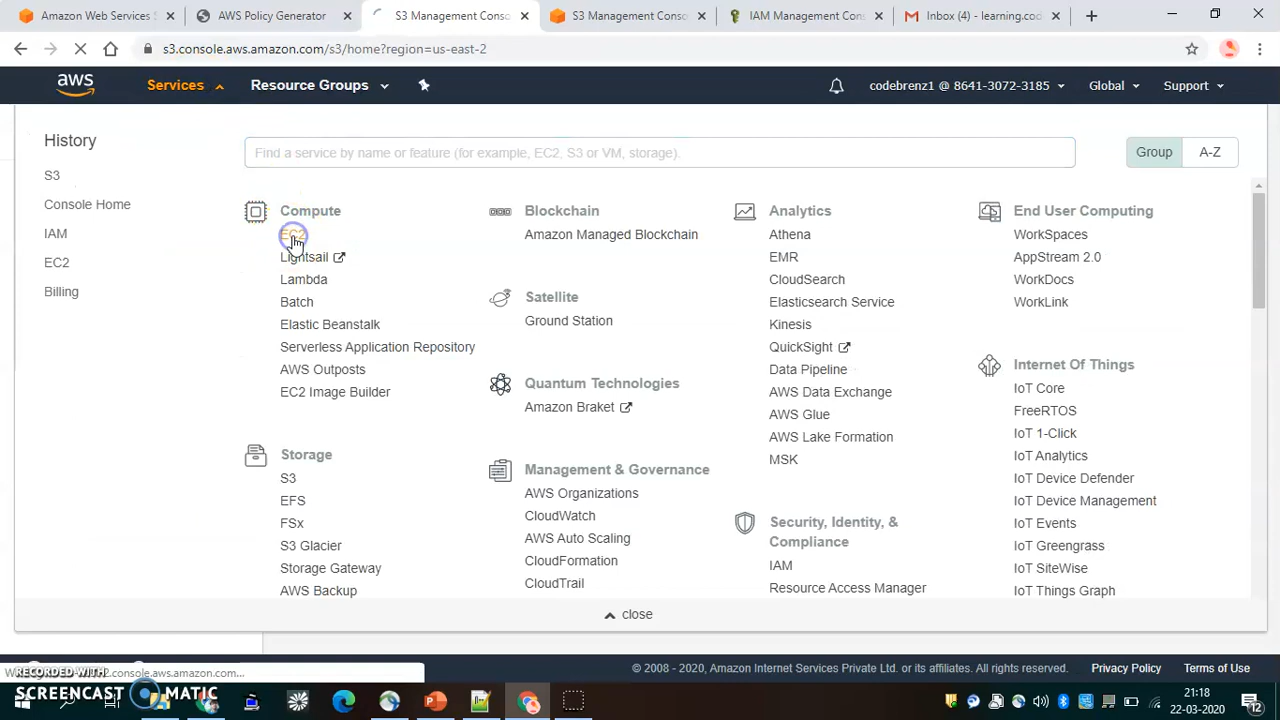 Amazon Web Services S
AWS Policy Generator
S3 Management Conso
S3 Management Conso
IAM Management Cons
Inbox (4) - learning.cod
s3.console.aws.amazon.com/s3/home?region=us-east-2
aws
Services
Resource Groups
codebrenz1 @ 8641-3072-3185
Global
Support
History
S3
Console Home
IAM
EC2
Billing
Find a service by name or feature (for example, EC2, S3 or VM, storage).
Group
A-Z
Compute
EC2
Lightsail
Lambda
Batch
Elastic Beanstalk
Serverless Application Repository
AWS Outposts
EC2 Image Builder
Storage
S3
EFS
FSx
S3 Glacier
Storage Gateway
AWS Backup
Blockchain
Amazon Managed Blockchain
Satellite
Ground Station
Quantum Technologies
Amazon Braket
Management & Governance
AWS Organizations
CloudWatch
AWS Auto Scaling
CloudFormation
CloudTrail
Analytics
Athena
EMR
CloudSearch
Elasticsearch Service
Kinesis
QuickSight
Data Pipeline
AWS Data Exchange
AWS Glue
AWS Lake Formation
MSK
Security, Identity, &
Compliance
IAM
Resource Access Manager
End User Computing
WorkSpaces
AppStream 2.0
WorkDocs
WorkLink
Internet Of Things
IoT Core
FreeRTOS
IoT 1-Click
IoT Analytics
IoT Device Defender
IoT Device Management
IoT Events
IoT Greengrass
IoT SiteWise
IoT Things Graph
close
2.console.aws.amazon.com...
© 2008 - 2020, Amazon Internet Services Private Ltd. or its affiliates. All rights reserved.
Privacy Policy
Terms of Use
RECORDED WITH
SCREENCAST MATIC
21:18
22-03-2020
12